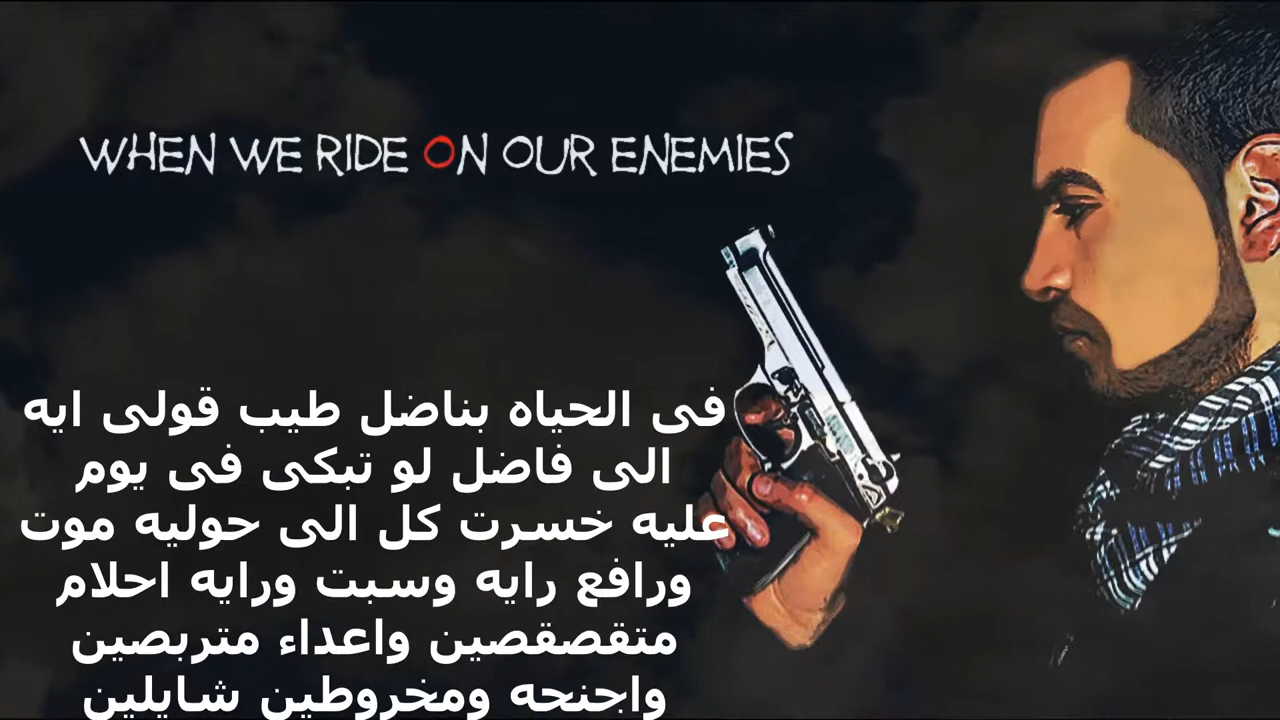 WHEN WE RIDE ON OUR ENEMIES
فى الحياه بناضل طيب قولى ايه
الى فاضل لو تبكى فى يوم
عليه خسرت كل الى حوليه موت
ورافع رايه وسبت ورايه احلام
متقصقصين واعداء متربصين
واجنحه ومخروطين شايلين